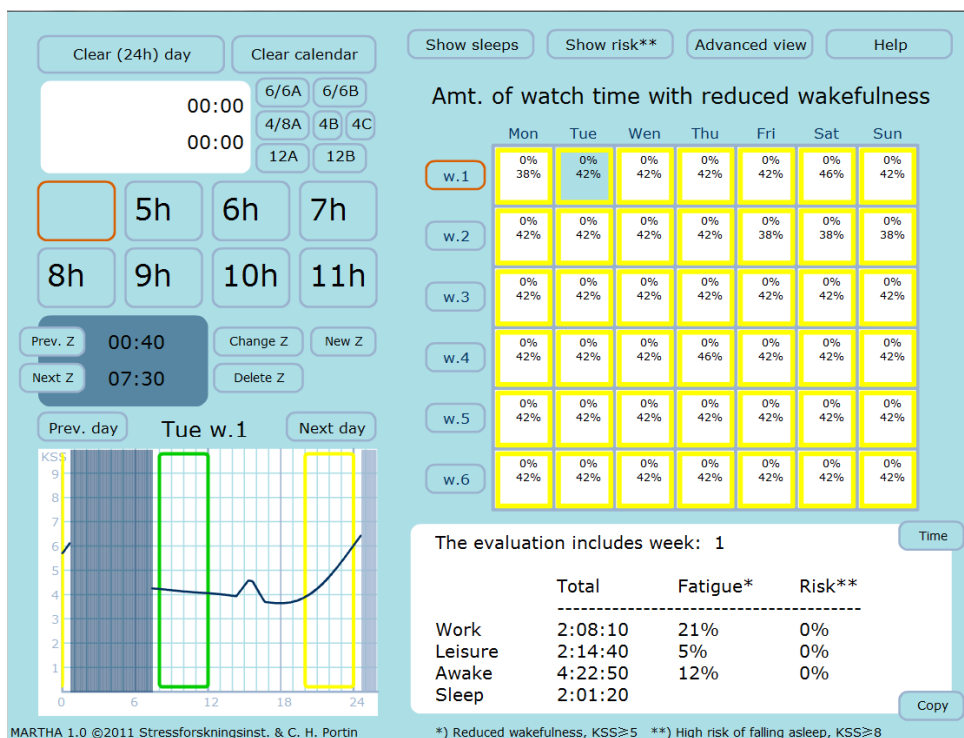 Clear (24h) day Clear calendar
00:00
00:00
6/6A 6/6B
4/8A 4B 4C
12A 12B
5h 6h 7h
8h 9h 10h 11h
Prev. Z 00:40 Change Z New Z
Next Z 07:30 Delete Z
Prev. day Tue w.1 Next day
KSS
9
8
7
6
5
4
3
2
1
0 6 12 18 24
MARTHA 1.0 ©2011 Stressforskningsinst. & C. H. Portin
Show sleeps Show risk** Advanced view Help
Amt. of watch time with reduced wakefulness
Mon Tue Wen Thu Fri Sat Sun
0% 0% 0% 0% 0% 0% 0%
w.1 38% 42% 42% 42% 42% 46% 42%
0% 0% 0% 0% 0% 0% 0%
w.2 42% 42% 42% 42% 38% 38% 38%
0% 0% 0% 0% 0% 0% 0%
w.3 42% 42% 42% 42% 42% 42% 42%
0% 0% 0% 0% 0% 0% 0%
w.4 42% 42% 42% 46% 42% 42% 42%
0% 0% 0% 0% 0% 0% 0%
w.5 42% 42% 42% 42% 42% 42% 42%
0% 0% 0% 0% 0% 0% 0%
w.6 42% 42% 42% 42% 42% 42% 42%
The evaluation includes week: 1 Time
Total Fatigue* Risk**
----------------------------------------
Work 2:08:10 21% 0%
Leisure 2:14:40 5% 0%
Awake 4:22:50 12% 0%
Sleep 2:01:20
Copy
*) Reduced wakefulness, KSS≥5 **) High risk of falling asleep, KSS≥8